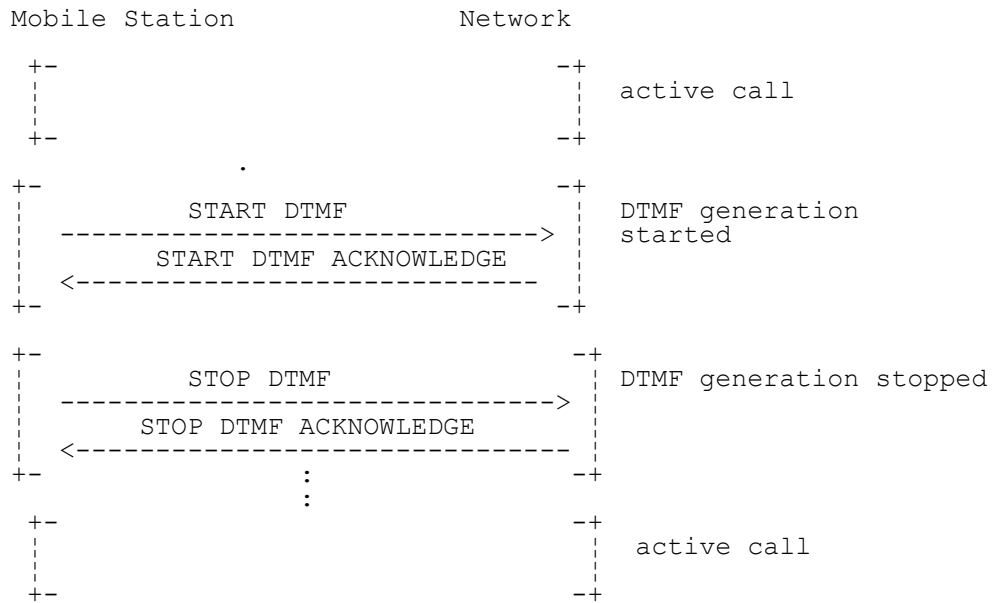 Mobile Station Network
+- -+
¦ ¦ active call
¦ ¦
+- -+
.
+- -+
¦ START DTMF ¦ DTMF generation
¦ ------------------------------> ¦ started
¦ START DTMF ACKNOWLEDGE ¦
¦ <----------------------------- ¦
+- -+
+- -+
¦ STOP DTMF ¦ DTMF generation stopped
¦ -------------------------------> ¦
¦ STOP DTMF ACKNOWLEDGE ¦
¦ <------------------------------- ¦
+- : -+
:
+- -+
¦ ¦ active call
¦ ¦
+- -+